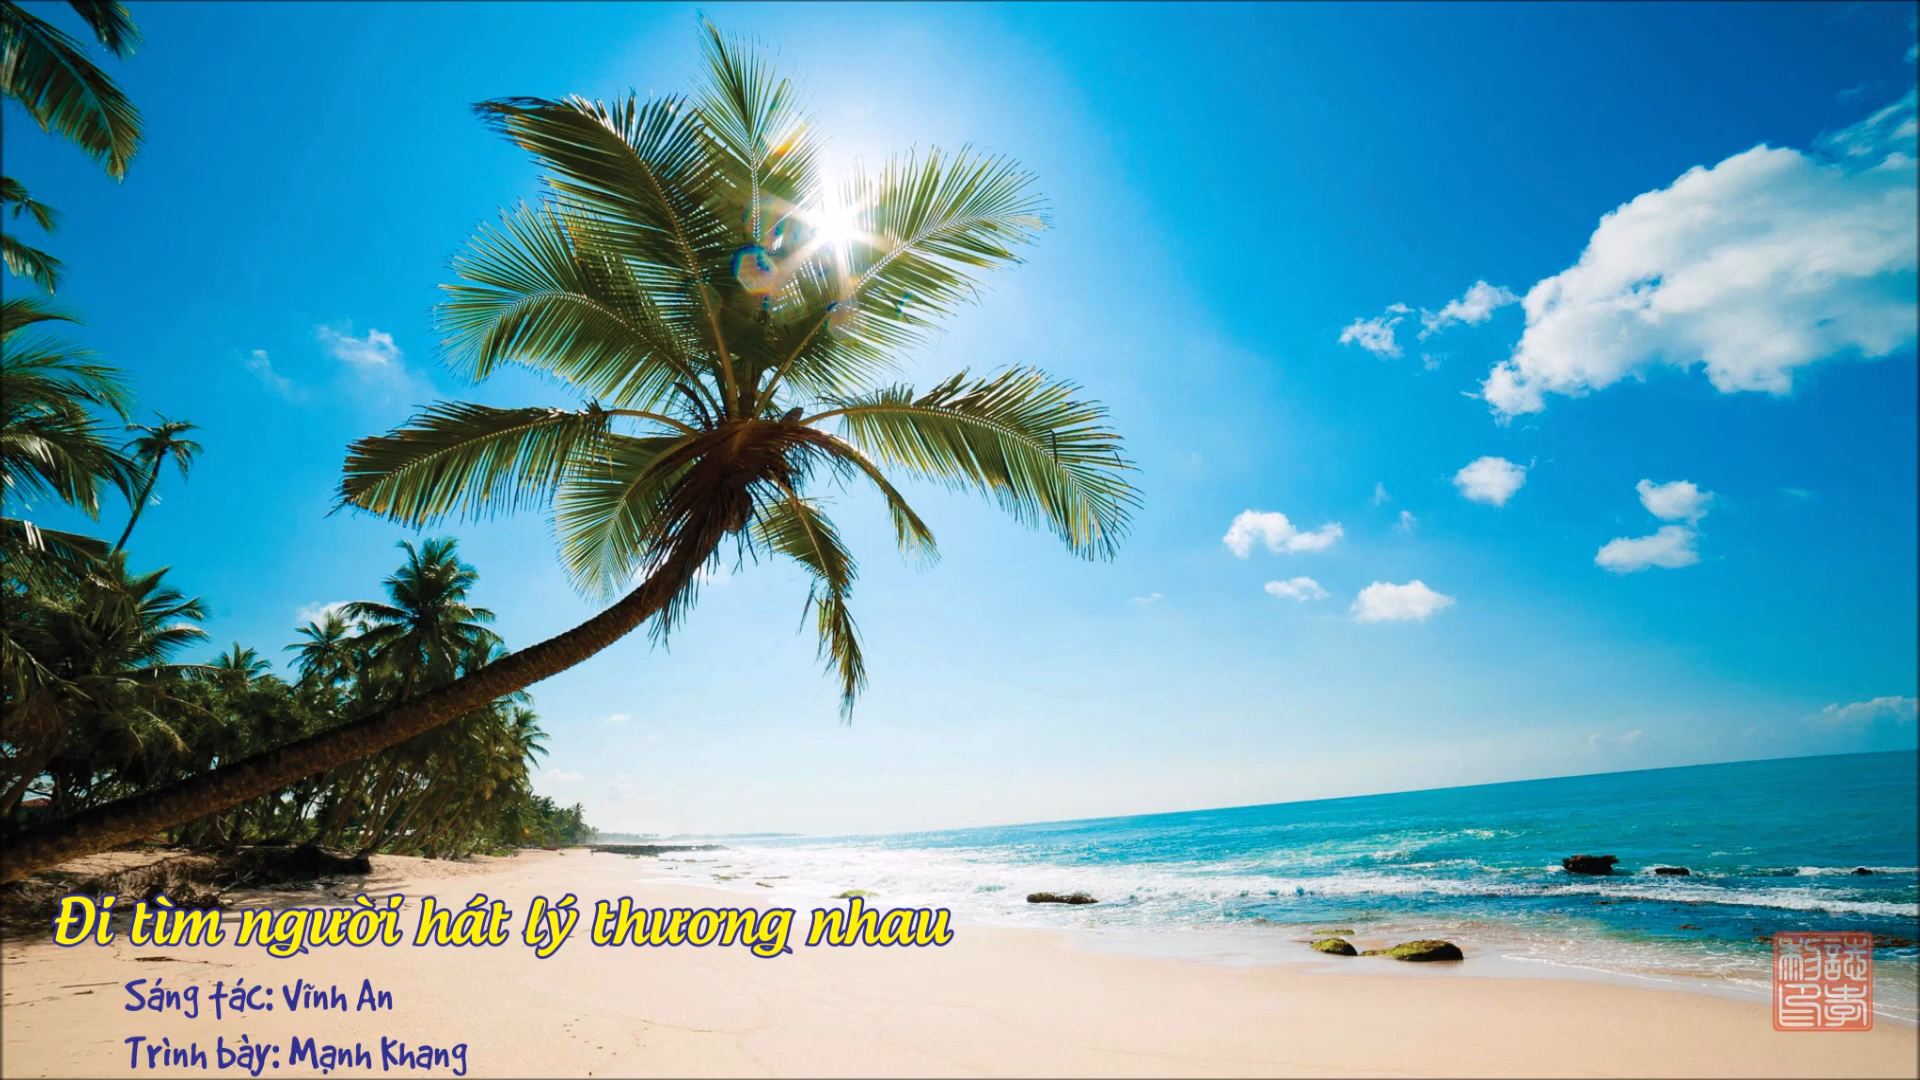 Đi tìm người hát lý thương nhau
Sáng tác: Vĩnh An
Trình bày: Mạnh Khang